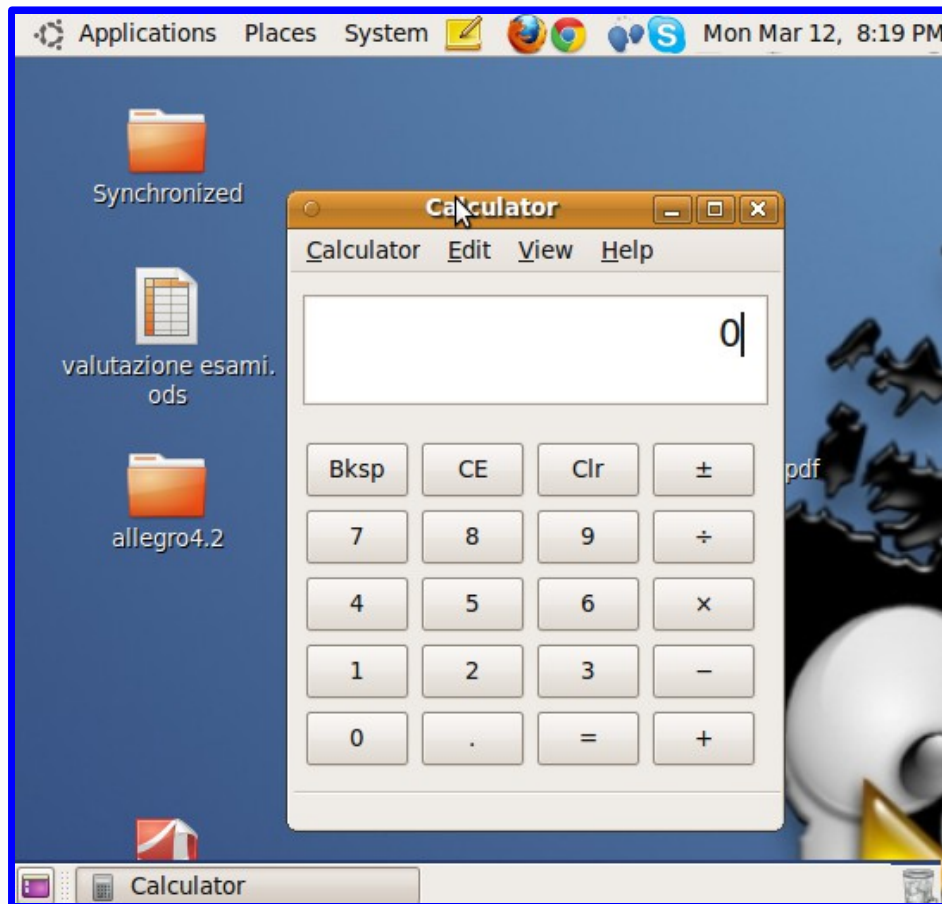 Applications Places System Mon Mar 12, 8:19 PM
Synchronized
valutazione esami.
ods
allegro4.2
Calculator
Calculator Edit View Help
0
Bksp CE Clr ±
7 8 9 ÷
4 5 6 ×
1 2 3 −
0 . = +
pdf
Calculator